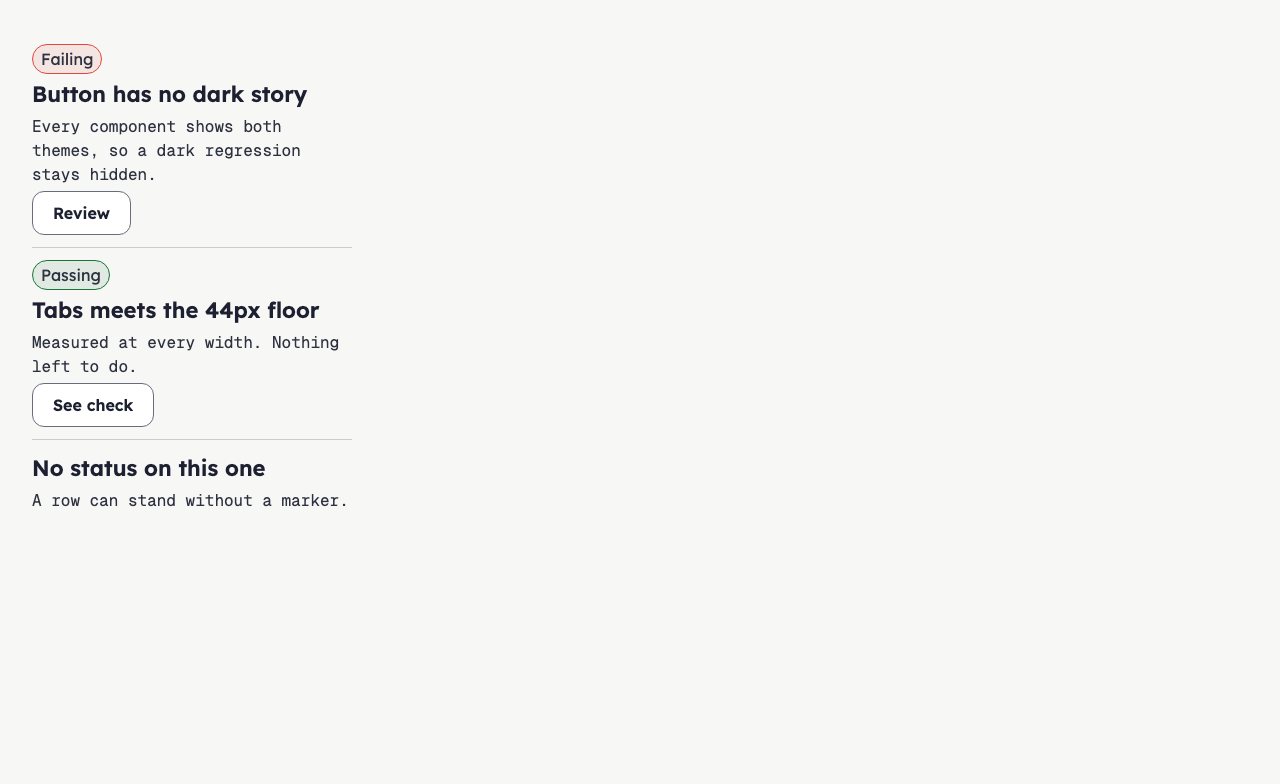 Failing
Button has no dark story
Every component shows both
themes, so a dark regression
stays hidden.
Review
Passing
Tabs meets the 44px floor
Measured at every width. Nothing
left to do.
See check
No status on this one
A row can stand without a marker.